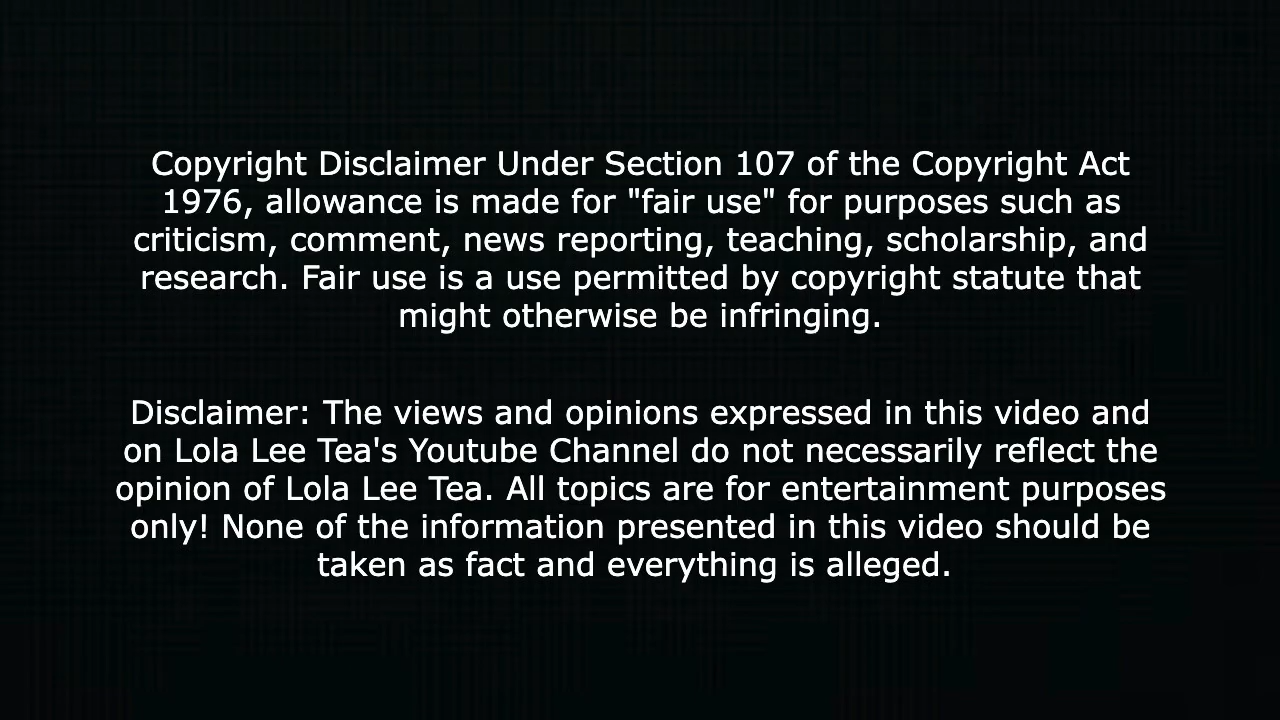 Copyright Disclaimer Under Section 107 of the Copyright Act
1976, allowance is made for "fair use" for purposes such as
criticism, comment, news reporting, teaching, scholarship, and
research. Fair use is a use permitted by copyright statute that
might otherwise be infringing.
Disclaimer: The views and opinions expressed in this video and
on Lola Lee Tea's Youtube Channel do not necessarily reflect the
opinion of Lola Lee Tea. All topics are for entertainment purposes
only! None of the information presented in this video should be
taken as fact and everything is alleged.